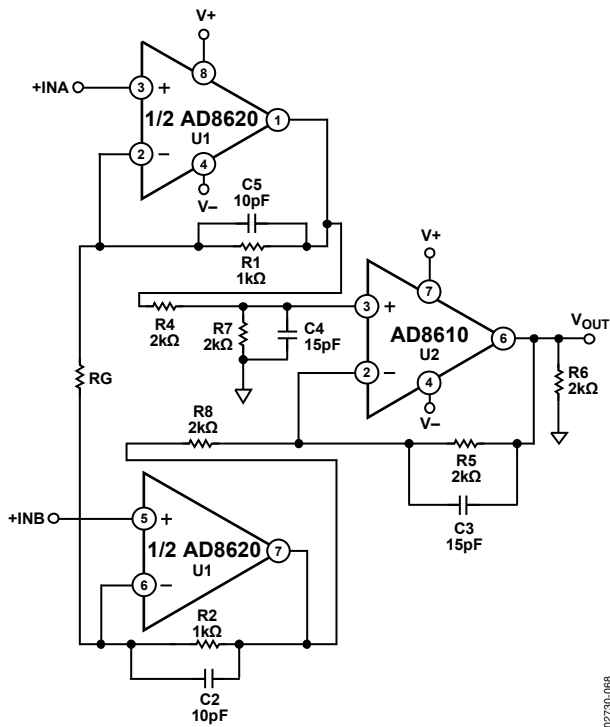 V+
+INA
3
+
8
1/2 AD8620
U1
1
2
−
4
V−
C5
10pF
R1
1kΩ
V+
7
R4
2kΩ
R7
2kΩ
C4
15pF
3
+
AD8610
U2
6
VOUT
2
−
4
V−
R6
2kΩ
RG
R8
2kΩ
R5
2kΩ
C3
15pF
+INB
5
+
1/2 AD8620
U1
7
6
−
R2
1kΩ
C2
10pF
02730-068